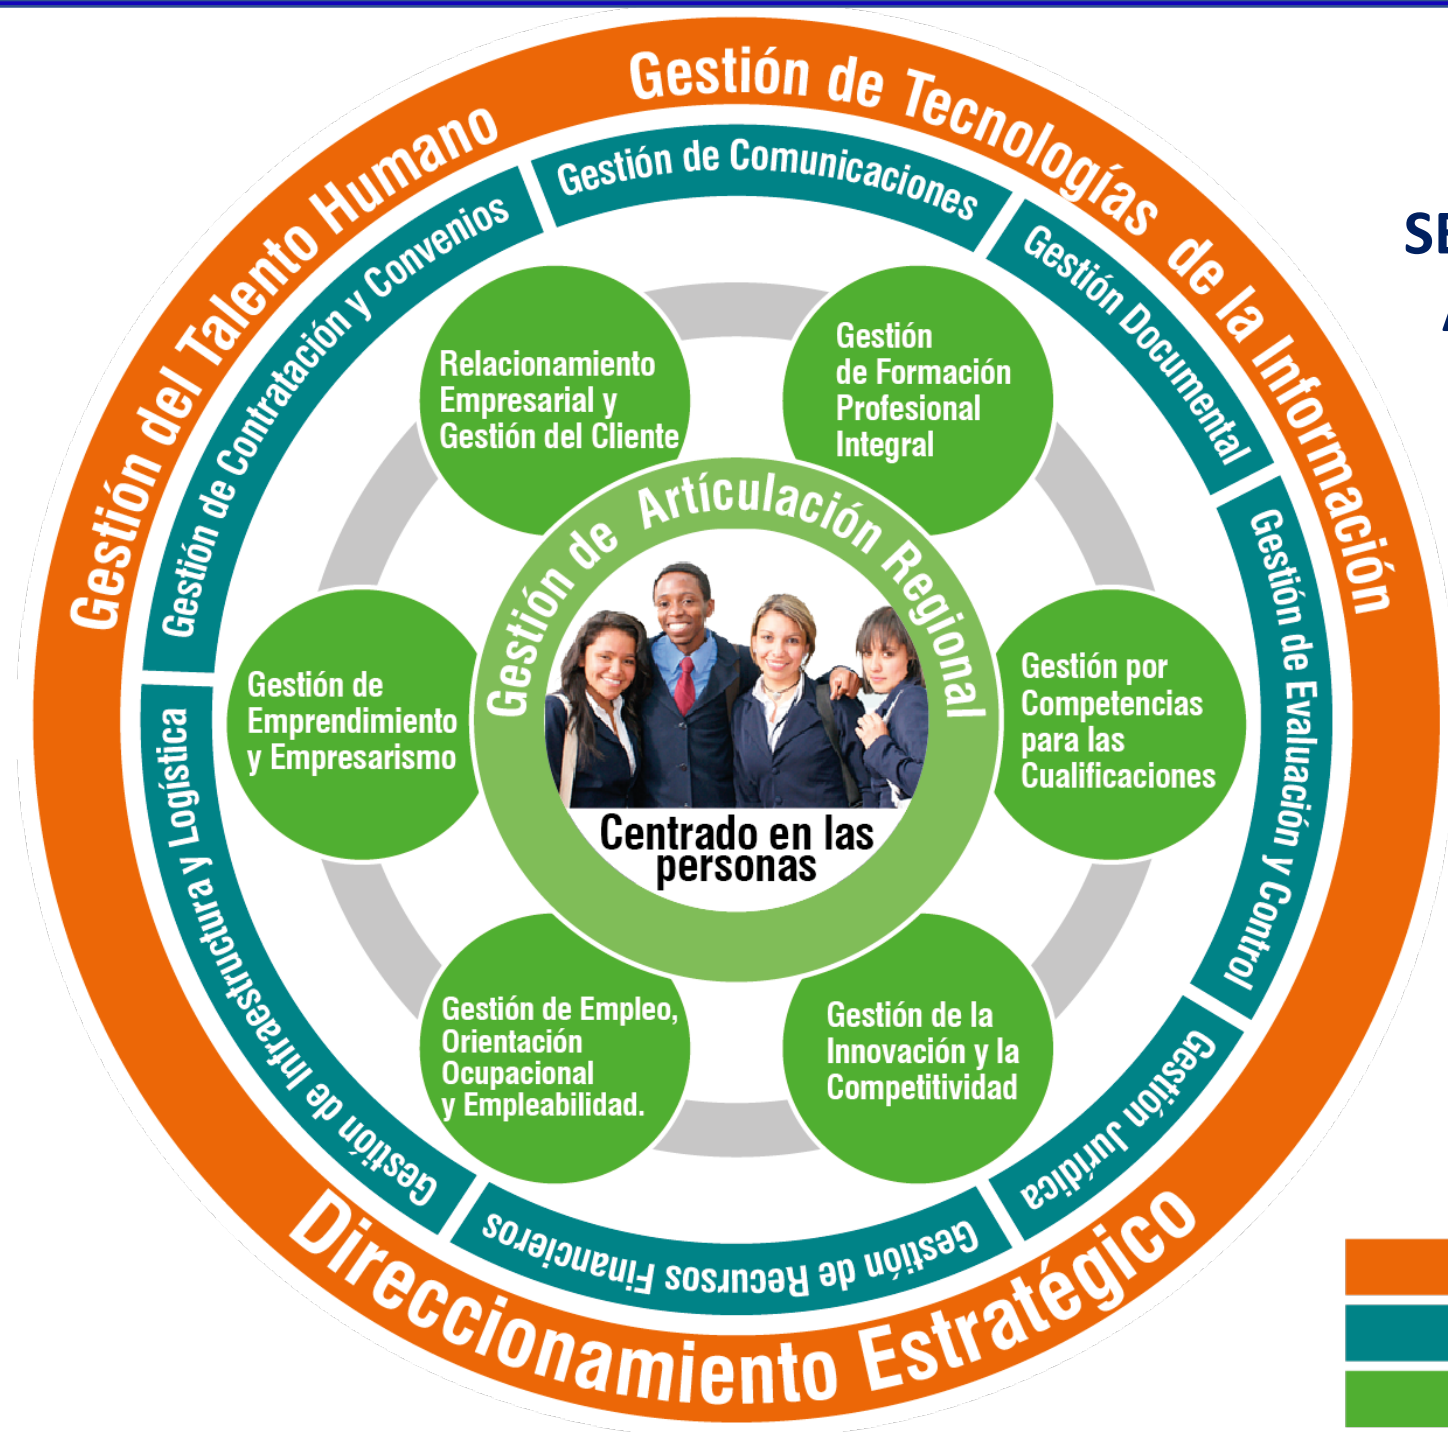 Gestión del Talento Humano
Gestión de Tecnologías de la Información
Direccionamiento Estratégico
Gestión de Contratación y Convenios
Gestión de Comunicaciones
Gestión Documental
Gestión de Evaluación y Control
Gestión Jurídica
Gestión de Recursos Financieros
Gestión de Infraestructura y Logística
Relacionamiento
Empresarial y
Gestión del Cliente
Gestión
de Formación
Profesional
Integral
Gestión por
Competencias
para las
Cualificaciones
Gestión de la
Innovación y la
Competitividad
Gestión de Empleo,
Orientación
Ocupacional
y Empleabilidad.
Gestión de
Emprendimiento
y Empresarismo
Gestión de Artículación Regional
Centrado en las
personas